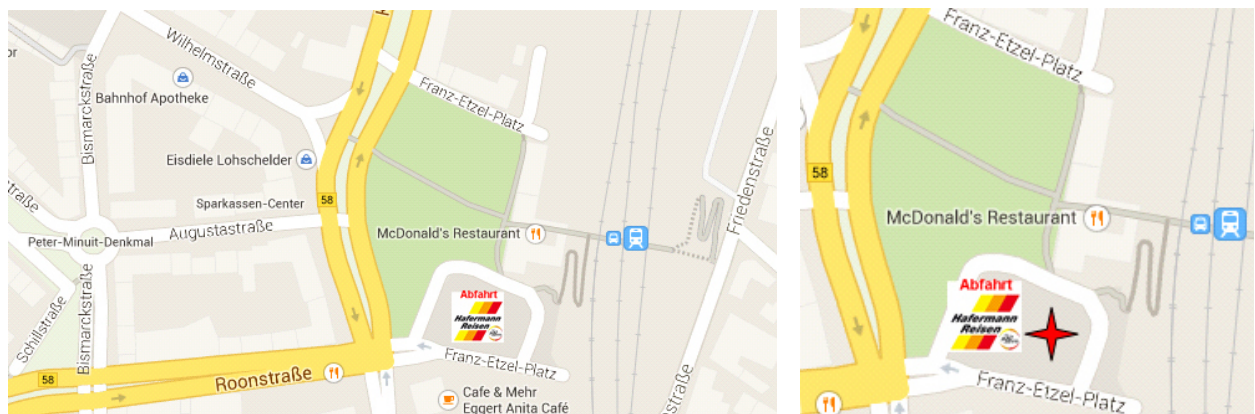 or
Wilhelmstraße
Bahnhof Apotheke
Bismarckstraße
Franz-Etzel-Platz
Eisdiele Lohschelder
58
Sparkassen-Center
Augustastraße
McDonald's Restaurant
Friedenstraße
Peter-Minuit-Denkmal
Bismarckstraße
Schillstraße
Abfahrt
Hafermann
Reisen
Franz-Etzel-Platz
58
Roonstraße
Cafe & Mehr
Eggert Anita Café
Franz-Etzel-Platz
58
McDonald's Restaurant
Abfahrt
Hafermann
Reisen
Franz-Etzel-Platz